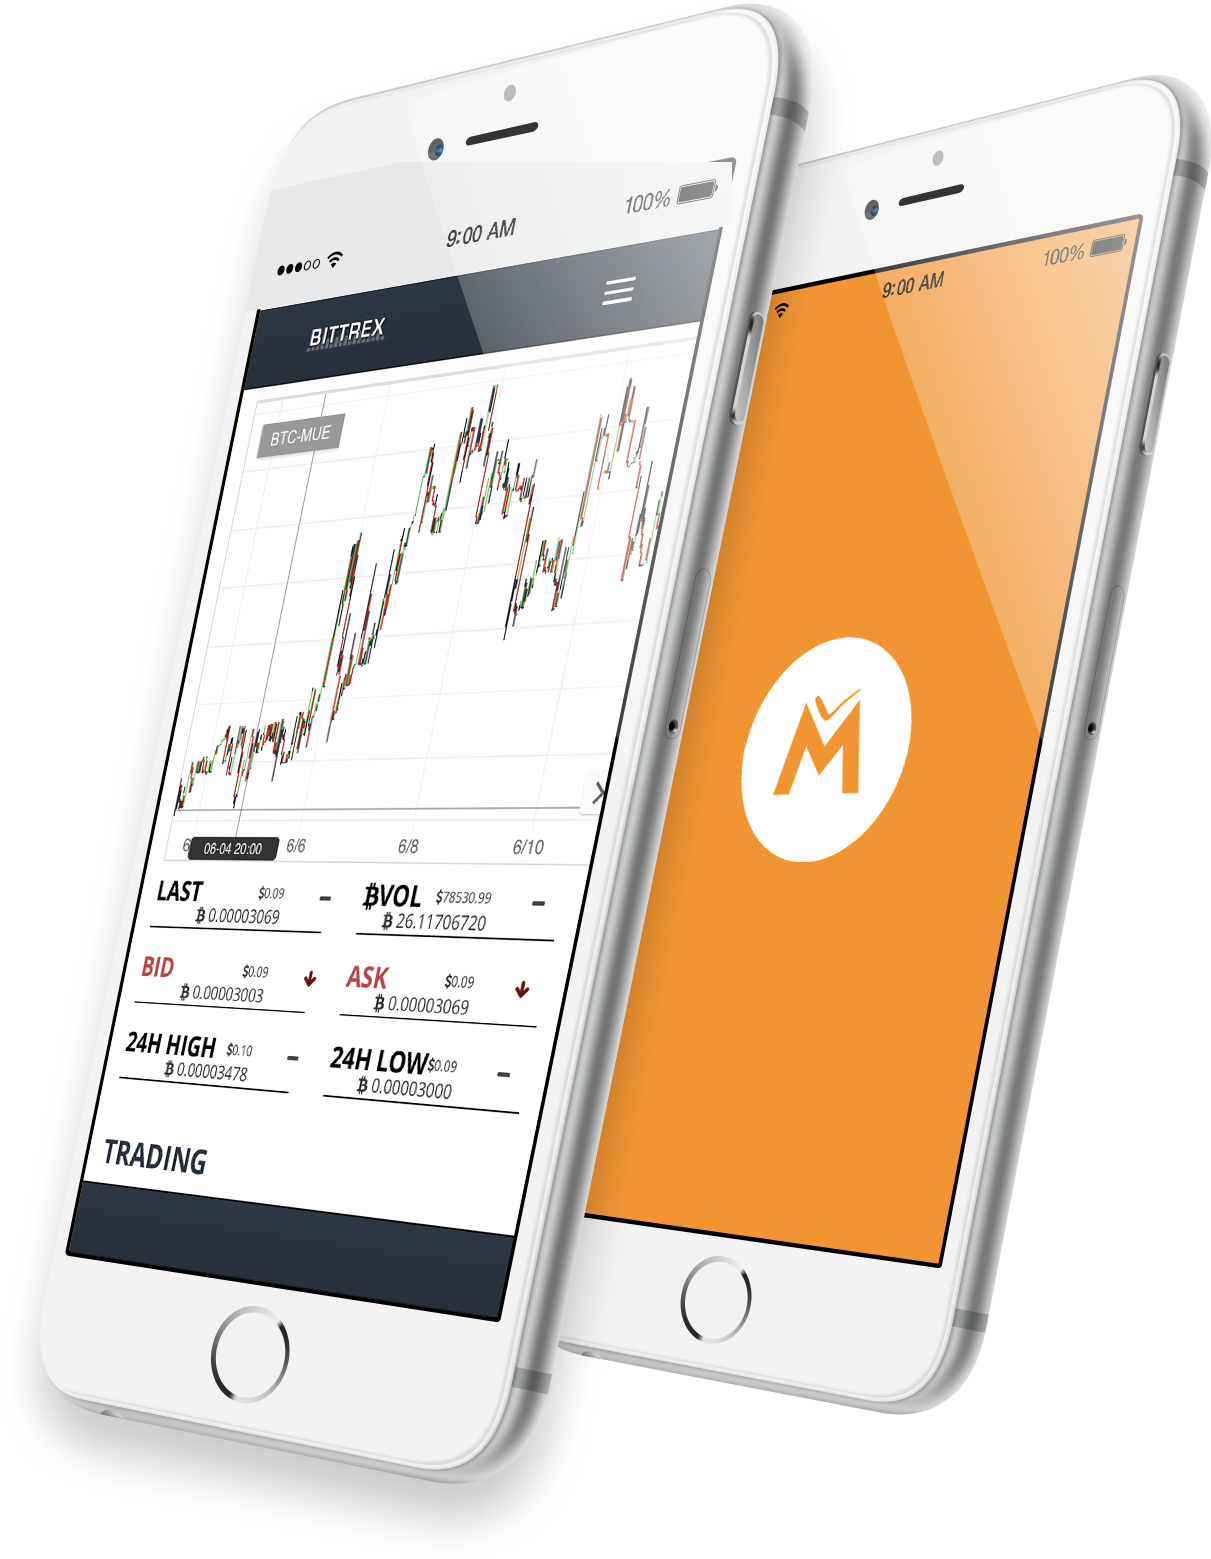 100%
9:00 AM
BITTREX
BTC-MUE
06-04 20:00 6/6 6/8 6/10
LAST $0.09 –
₿ 0.00003069
₿VOL $78530.99 –
₿ 26.11706720
BID $0.09
₿ 0.00003003
ASK $0.09
₿ 0.00003069
24H HIGH $0.10 –
₿ 0.00003478
24H LOW $0.09 –
₿ 0.00003000
TRADING
100%
9:00 AM
M